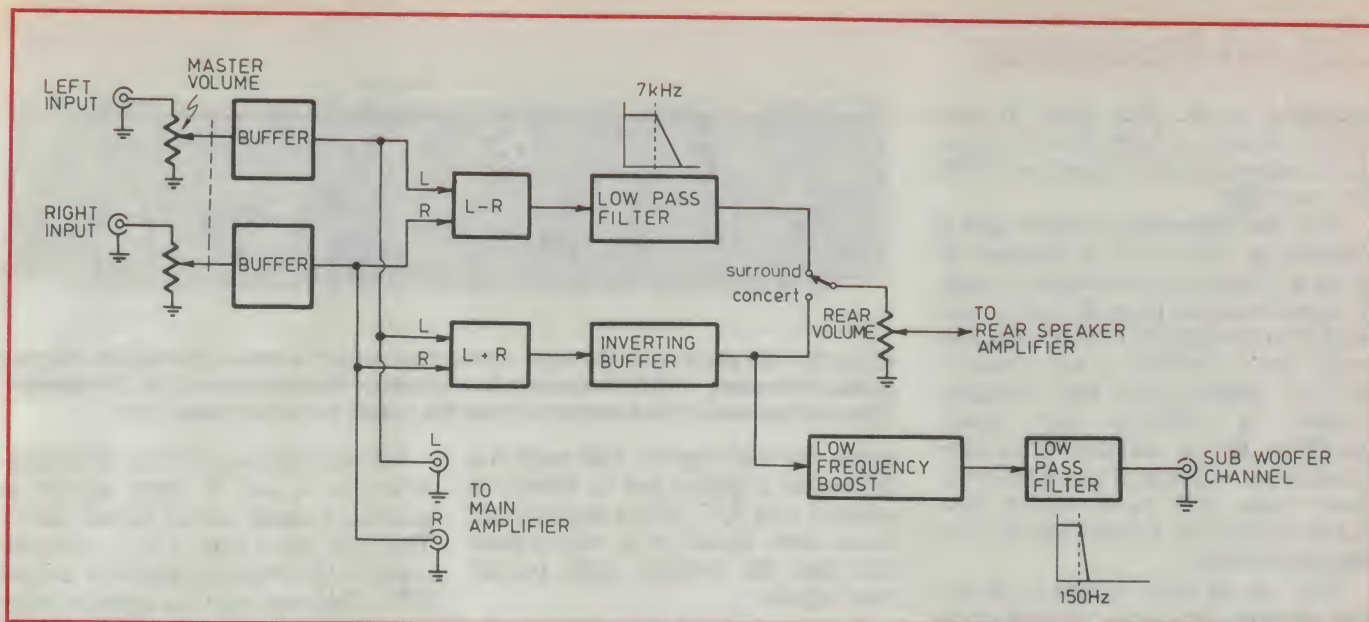 MASTER
VOLUME
LEFT
INPUT
BUFFER
RIGHT
INPUT
BUFFER
L
R
L-R
7kHz
LOW PASS
FILTER
surround
concert
REAR
VOLUME
TO
REAR SPEAKER
AMPLIFIER
L
R
L + R
INVERTING
BUFFER
L
R
TO
MAIN
AMPLIFIER
LOW
FREQUENCY
BOOST
LOW
PASS
FILTER
SUB WOOFER
CHANNEL
150Hz